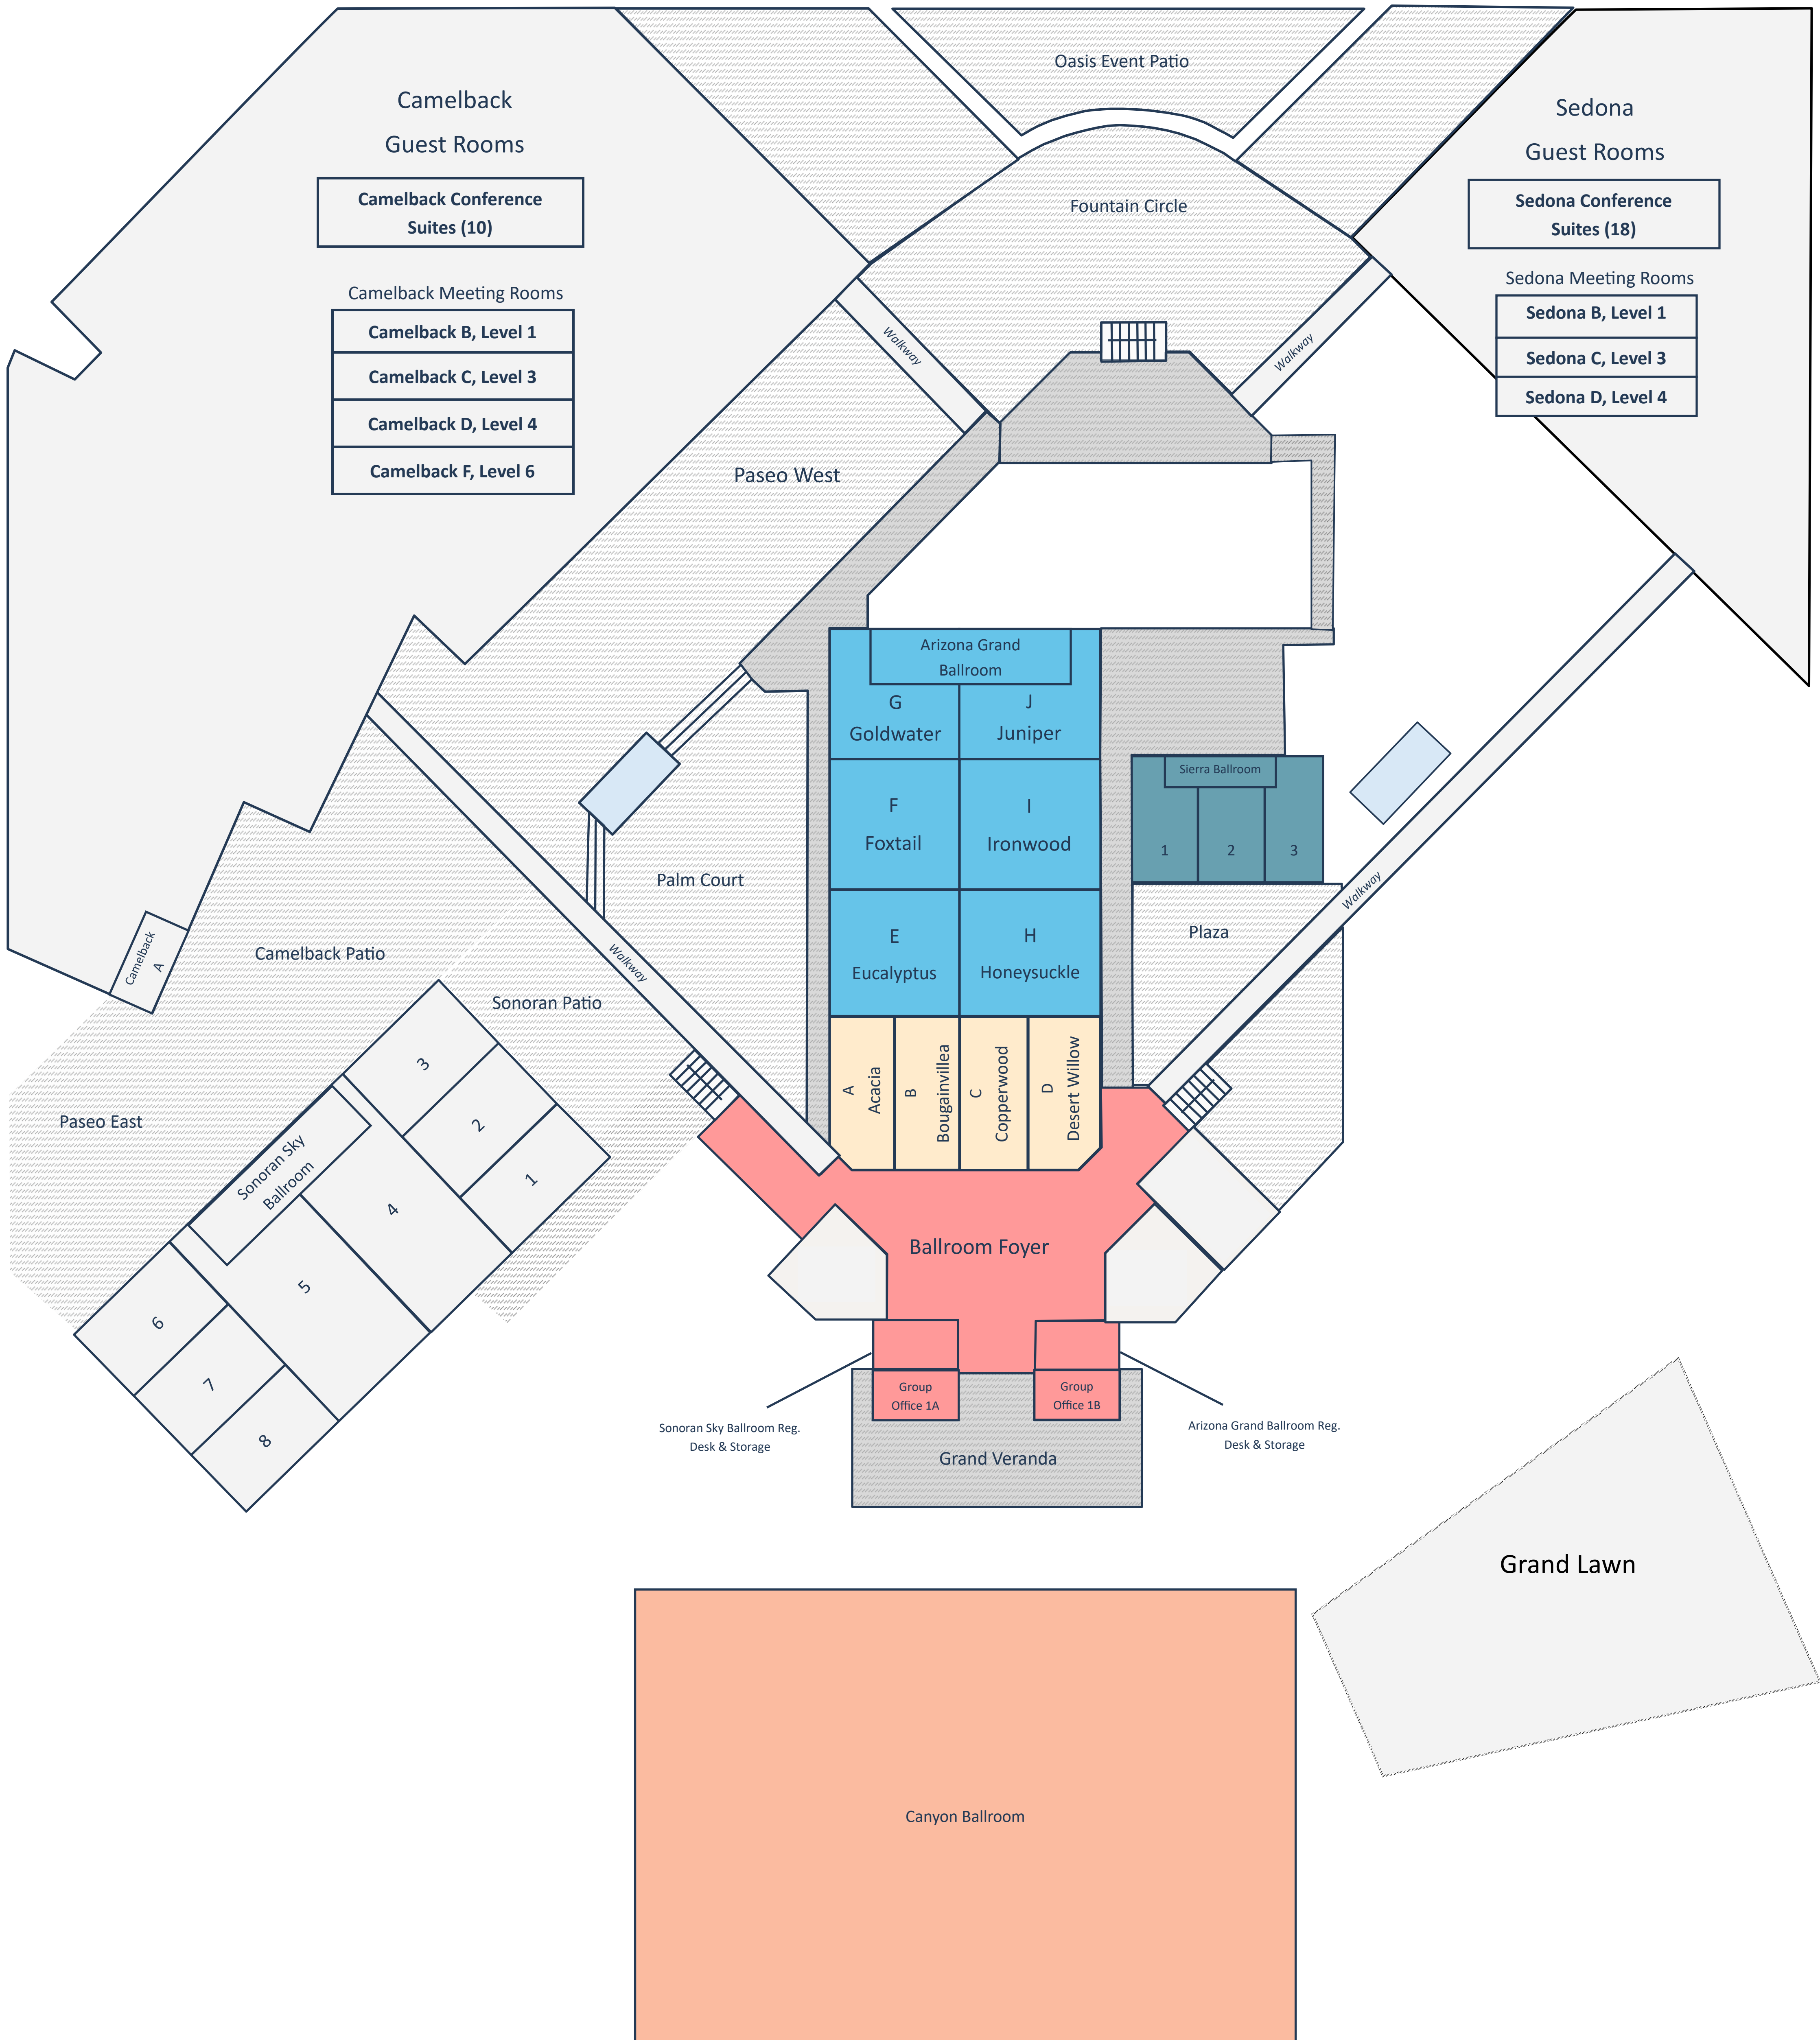 Oasis Event Patio
Camelback
Guest Rooms
Camelback Conference
Suites (10)
Camelback Meeting Rooms
Camelback B, Level 1
Camelback C, Level 3
Camelback D, Level 4
Camelback F, Level 6
Sedona
Guest Rooms
Sedona Conference
Suites (18)
Sedona Meeting Rooms
Sedona B, Level 1
Sedona C, Level 3
Sedona D, Level 4
Fountain Circle
Walkway
Walkway
Paseo West
Arizona Grand
Ballroom
G
Goldwater
J
Juniper
F
Foxtail
I
Ironwood
E
Eucalyptus
H
Honeysuckle
Sierra Ballroom
1
2
3
Palm Court
Plaza
Walkway
Walkway
Camelback
A
Camelback Patio
Sonoran Patio
A
Acacia
B
Bougainvillea
C
Copperwood
D
Desert Willow
Paseo East
Sonoran Sky
Ballroom
3
2
1
4
5
6
7
8
Ballroom Foyer
Group
Office 1A
Group
Office 1B
Sonoran Sky Ballroom Reg.
Desk & Storage
Arizona Grand Ballroom Reg.
Desk & Storage
Grand Veranda
Grand Lawn
Canyon Ballroom